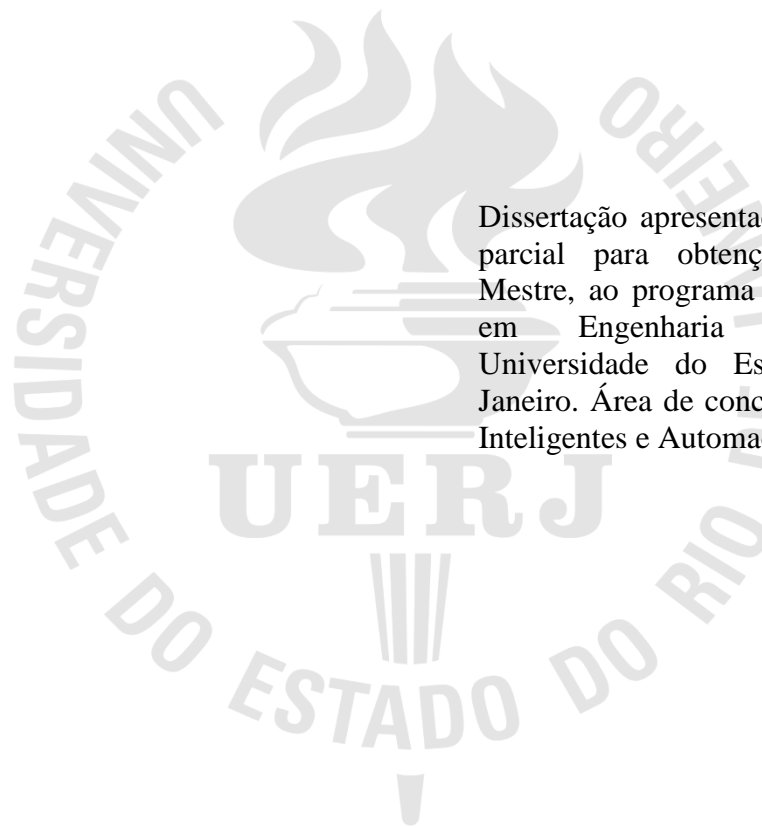 UNIVERSIDADE DO ESTADO DO RIO DE JANEIRO
UERJ
Dissertação apresenta
parcial para obtenç
Mestre, ao programa
em Engenharia
Universidade do Es
Janeiro. Área de conc
Inteligentes e Automa